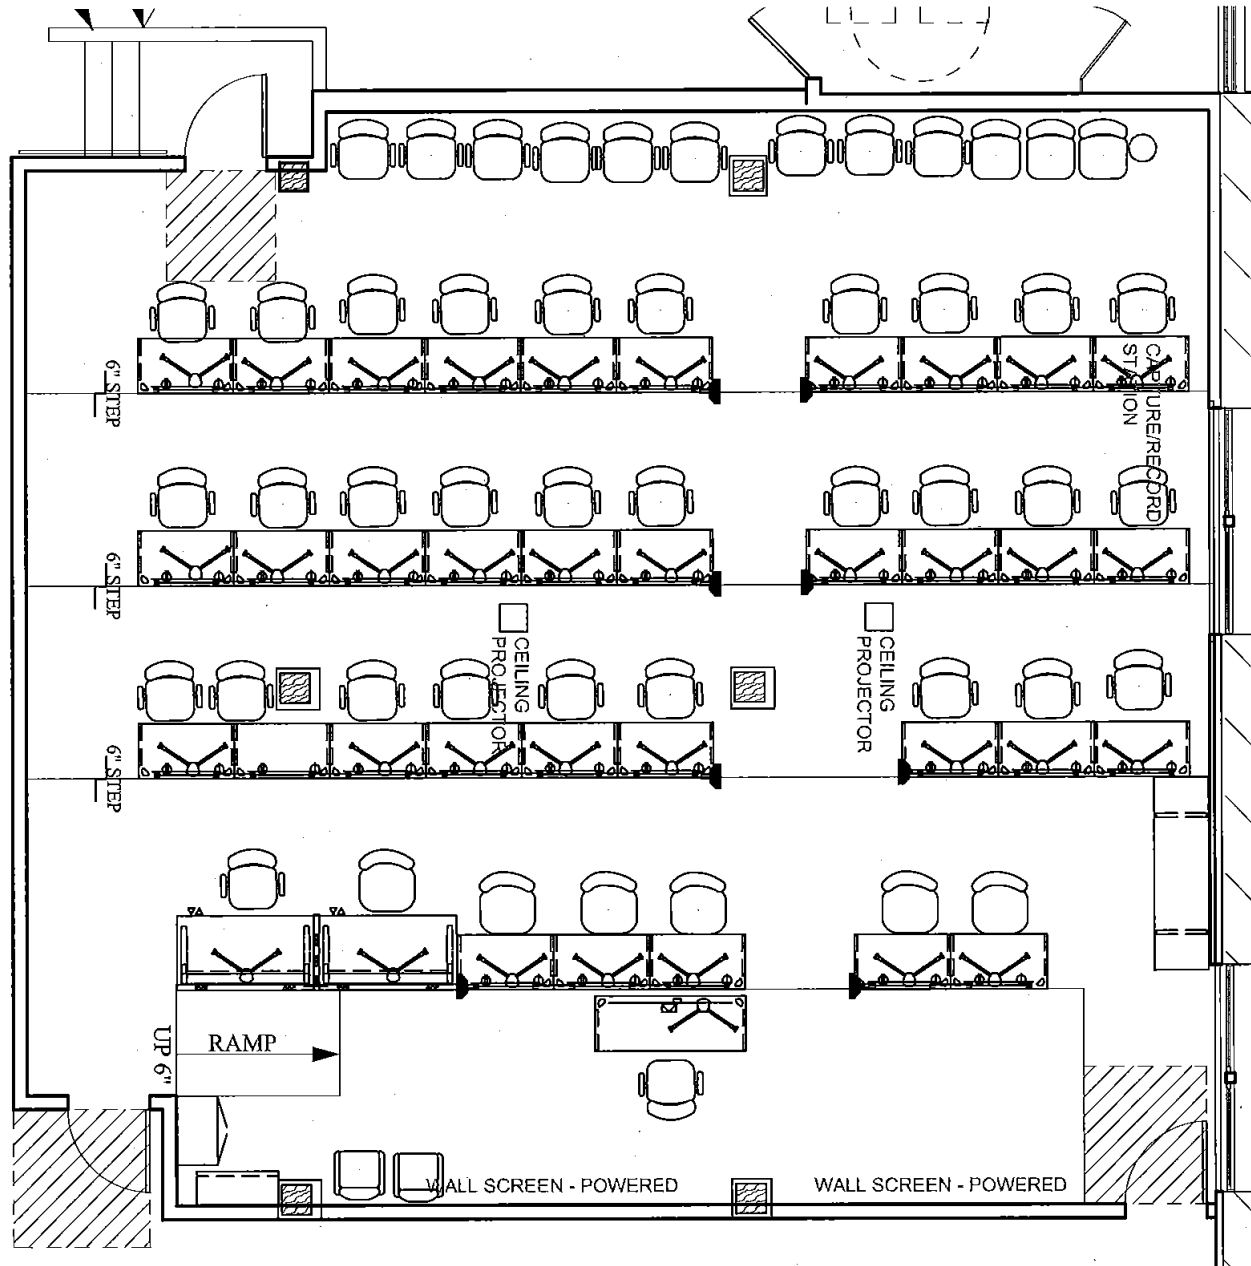 6" STEP
CAPTURE/RECORD
STATION
6" STEP
CEILING
PROJECTOR
CEILING
PROJECTOR
6" STEP
UP 6"
RAMP
WALL SCREEN - POWERED
WALL SCREEN - POWERED